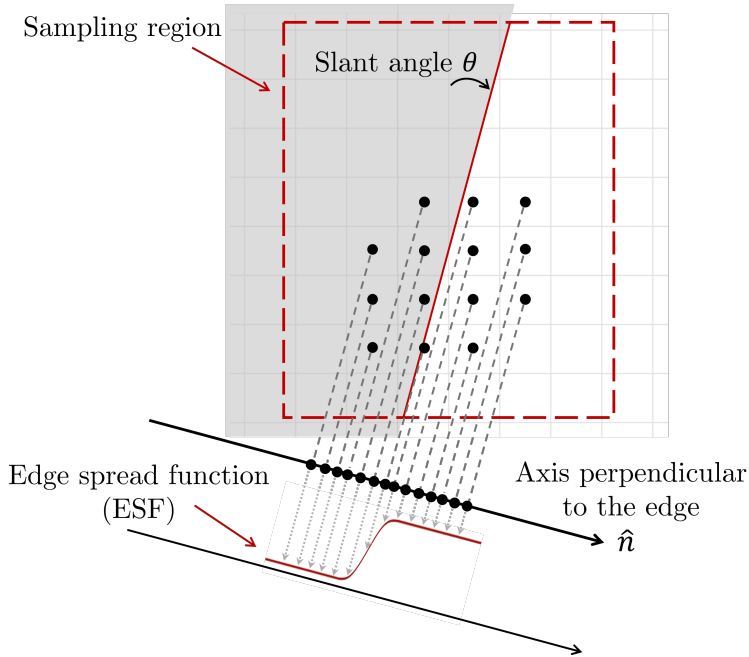 Sampling region
Slant angle θ
Edge spread function
(ESF)
Axis perpendicular
to the edge
n̂